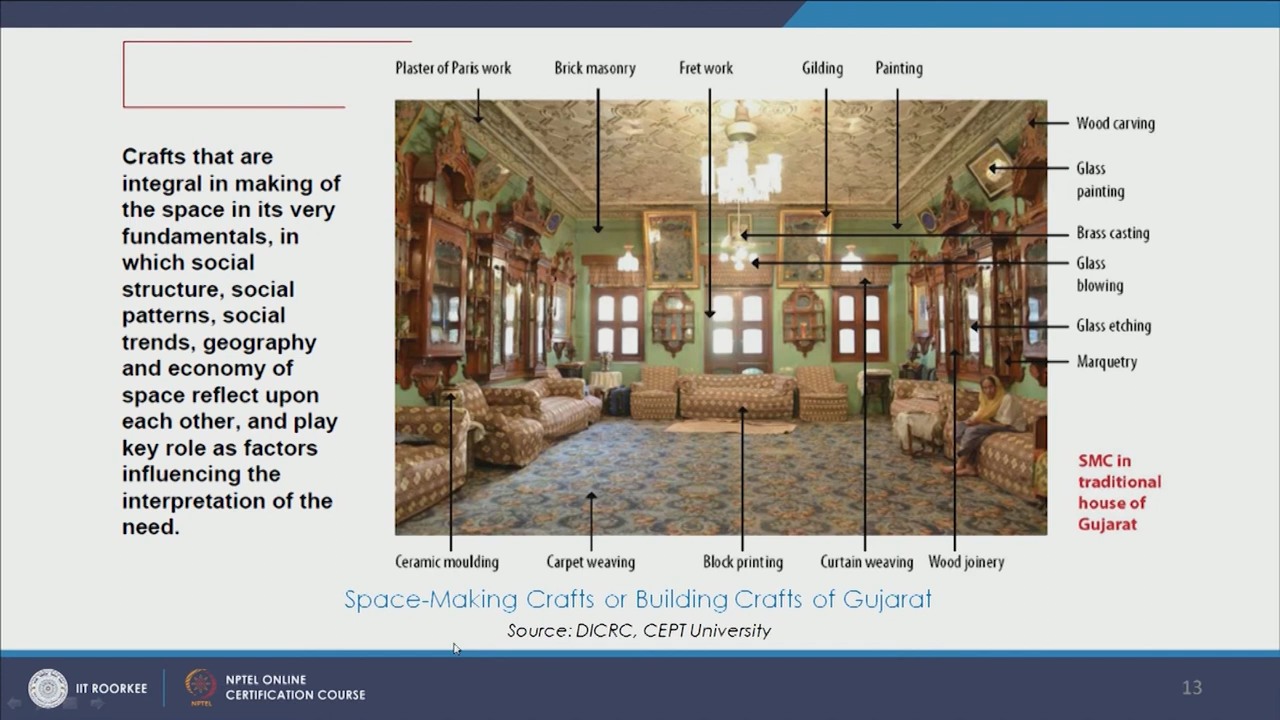 Plaster of Paris work
Brick masonry
Fret work
Gilding
Painting
Wood carving
Glass
painting
Brass casting
Glass
blowing
Glass etching
Marquetry
Crafts that are
integral in making of
the space in its very
fundamentals, in
which social
structure, social
patterns, social
trends, geography
and economy of
space reflect upon
each other, and play
key role as factors
influencing the
interpretation of the
need.
SMC in
traditional
house of
Gujarat
Ceramic moulding
Carpet weaving
Block printing
Curtain weaving
Wood joinery
Space-Making Crafts or Building Crafts of Gujarat
Source: DICRC, CEPT University
IIT ROORKEE
NPTEL
NPTEL ONLINE
CERTIFICATION COURSE
13